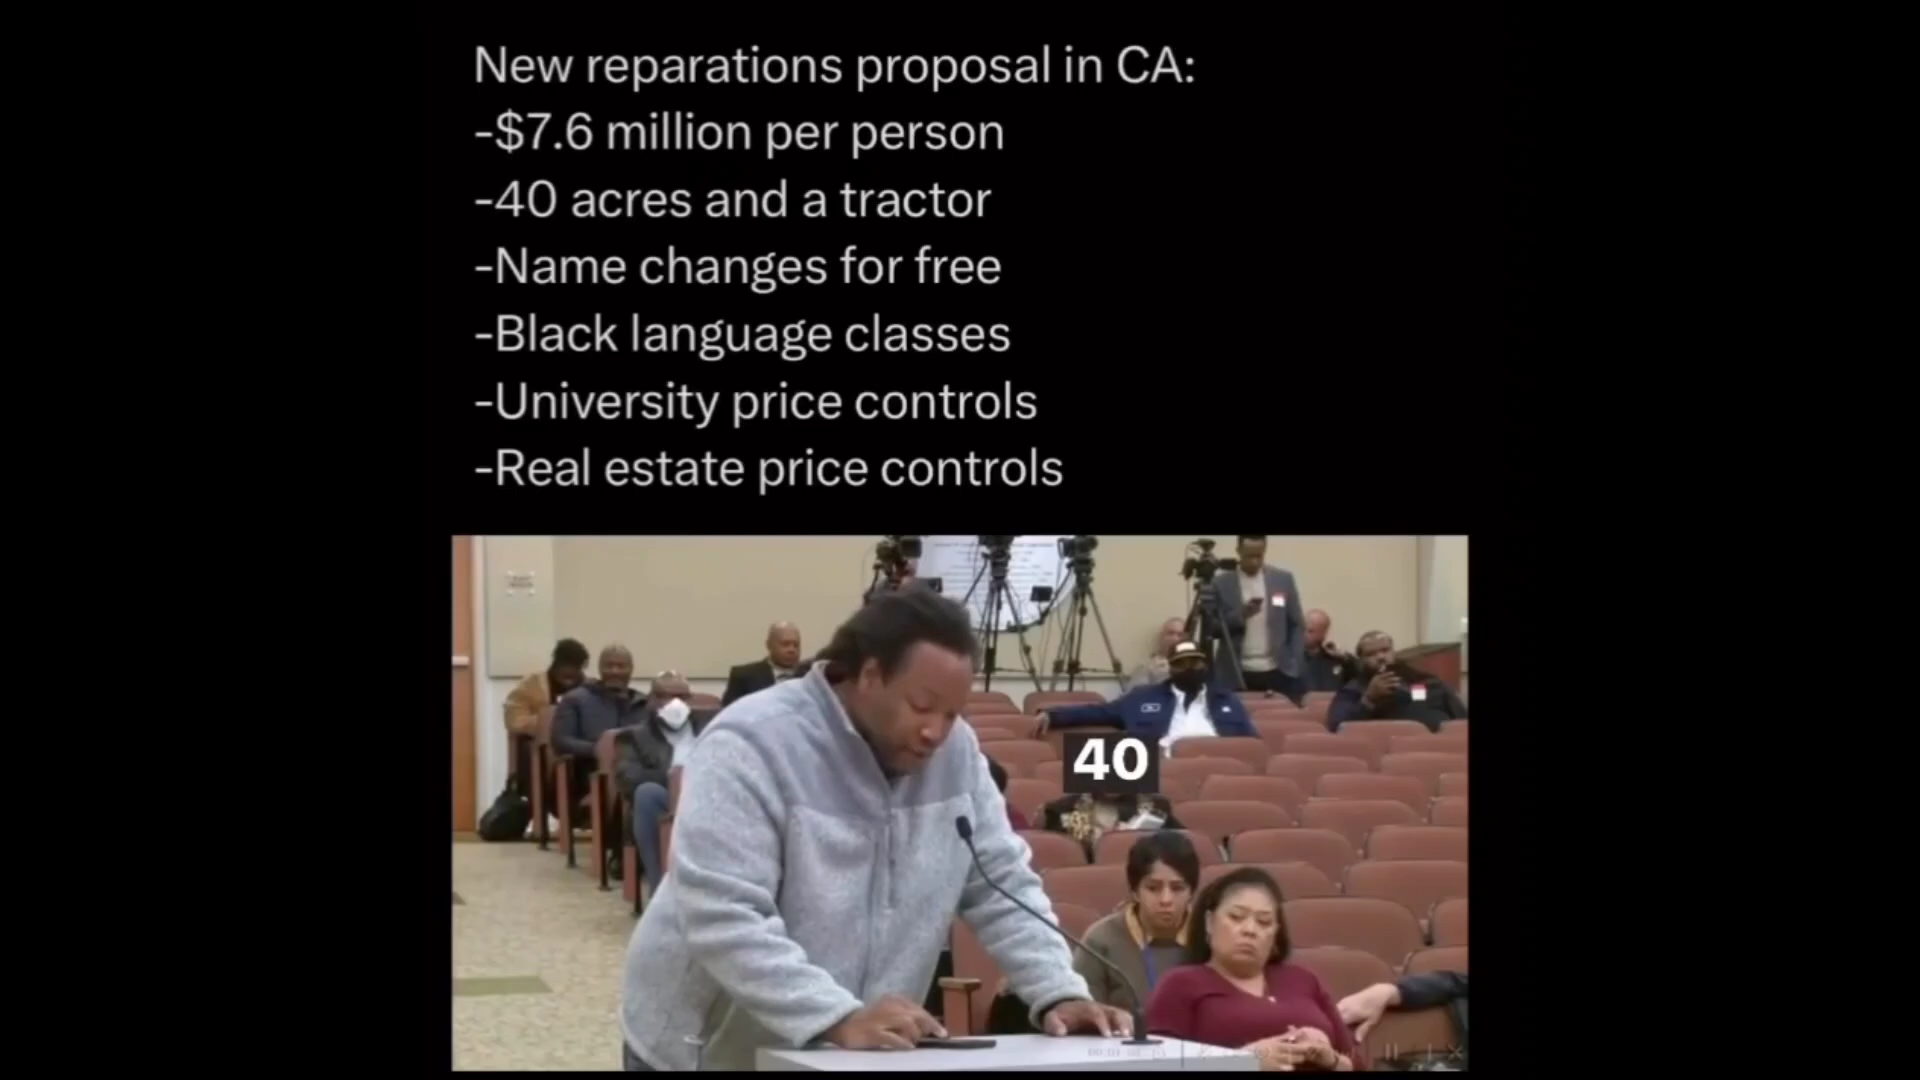 New reparations proposal in CA:
-$7.6 million per person
-40 acres and a tractor
-Name changes for free
-Black language classes
-University price controls
-Real estate price controls
40